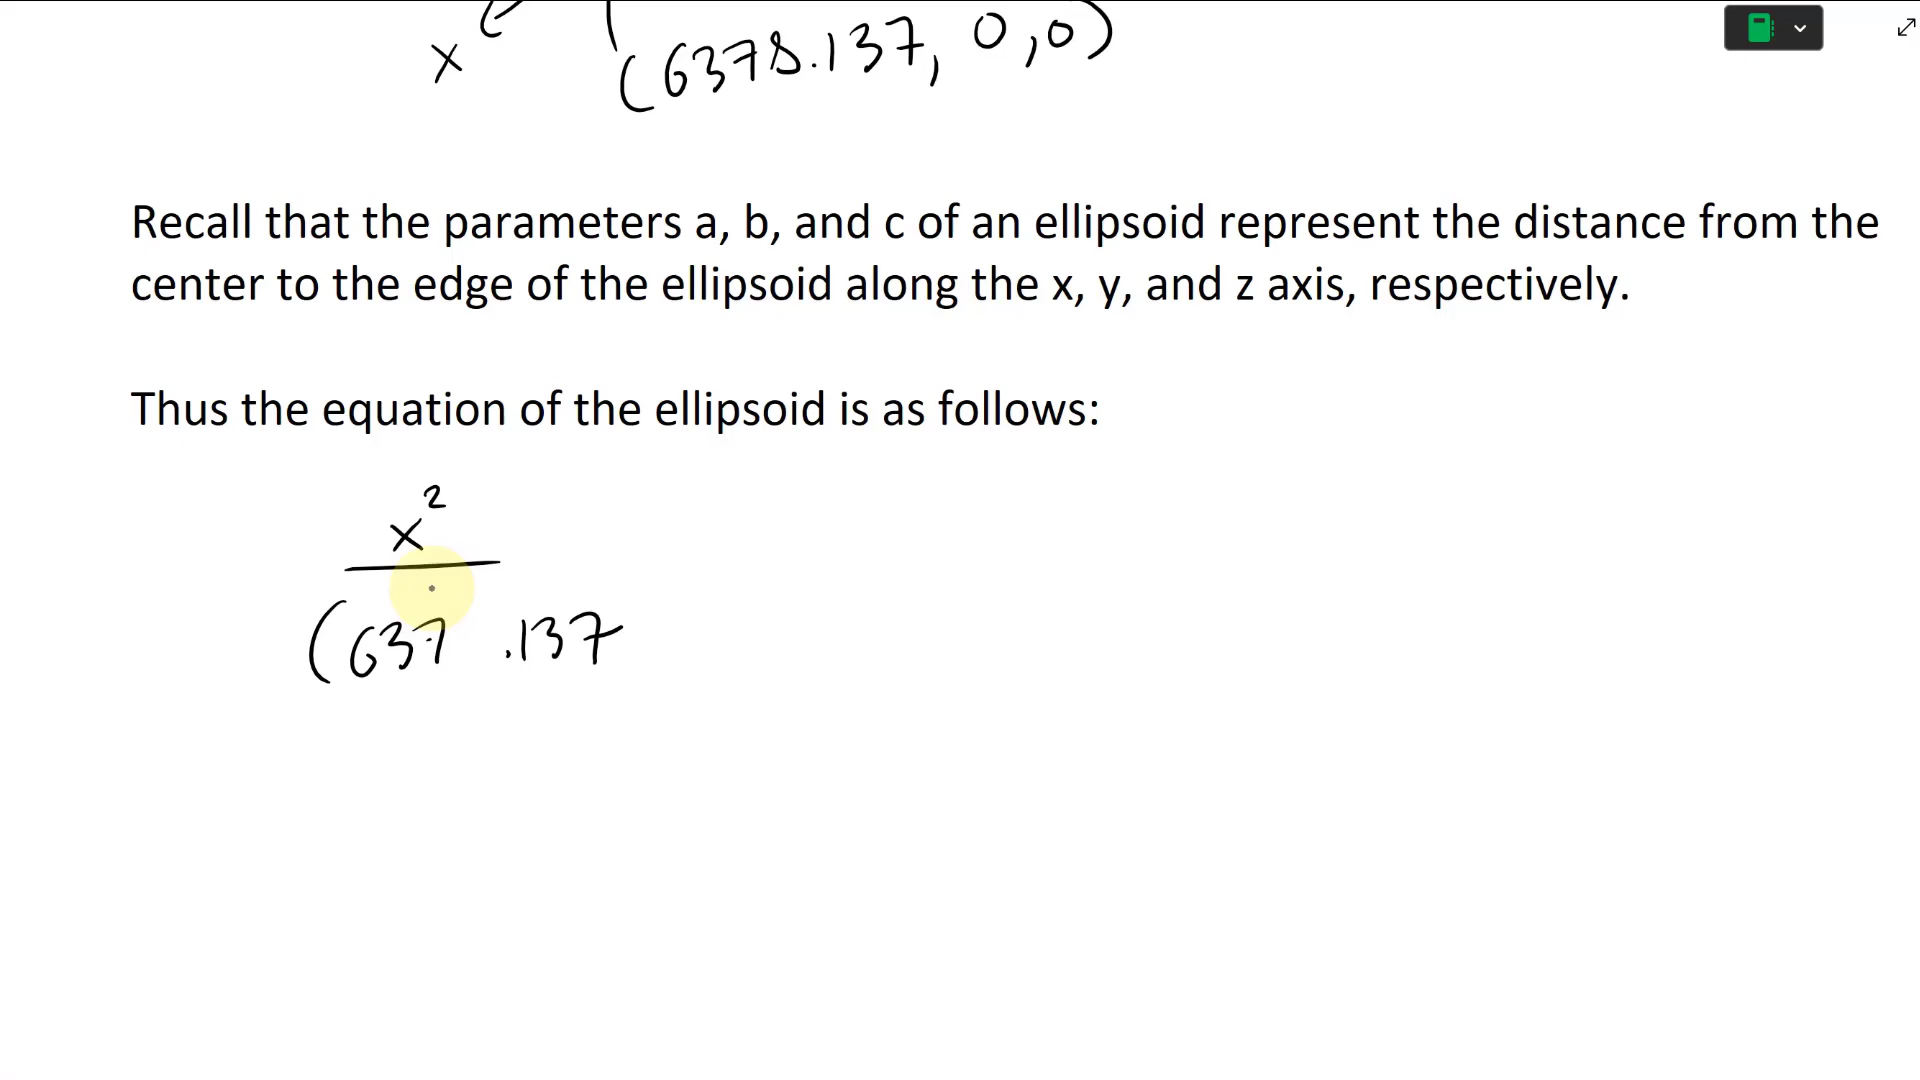 x
(6378.137, 0,0)
Recall that the parameters a, b, and c of an ellipsoid represent the distance from the
center to the edge of the ellipsoid along the x, y, and z axis, respectively.
Thus the equation of the ellipsoid is as follows:
x²
(637 .137